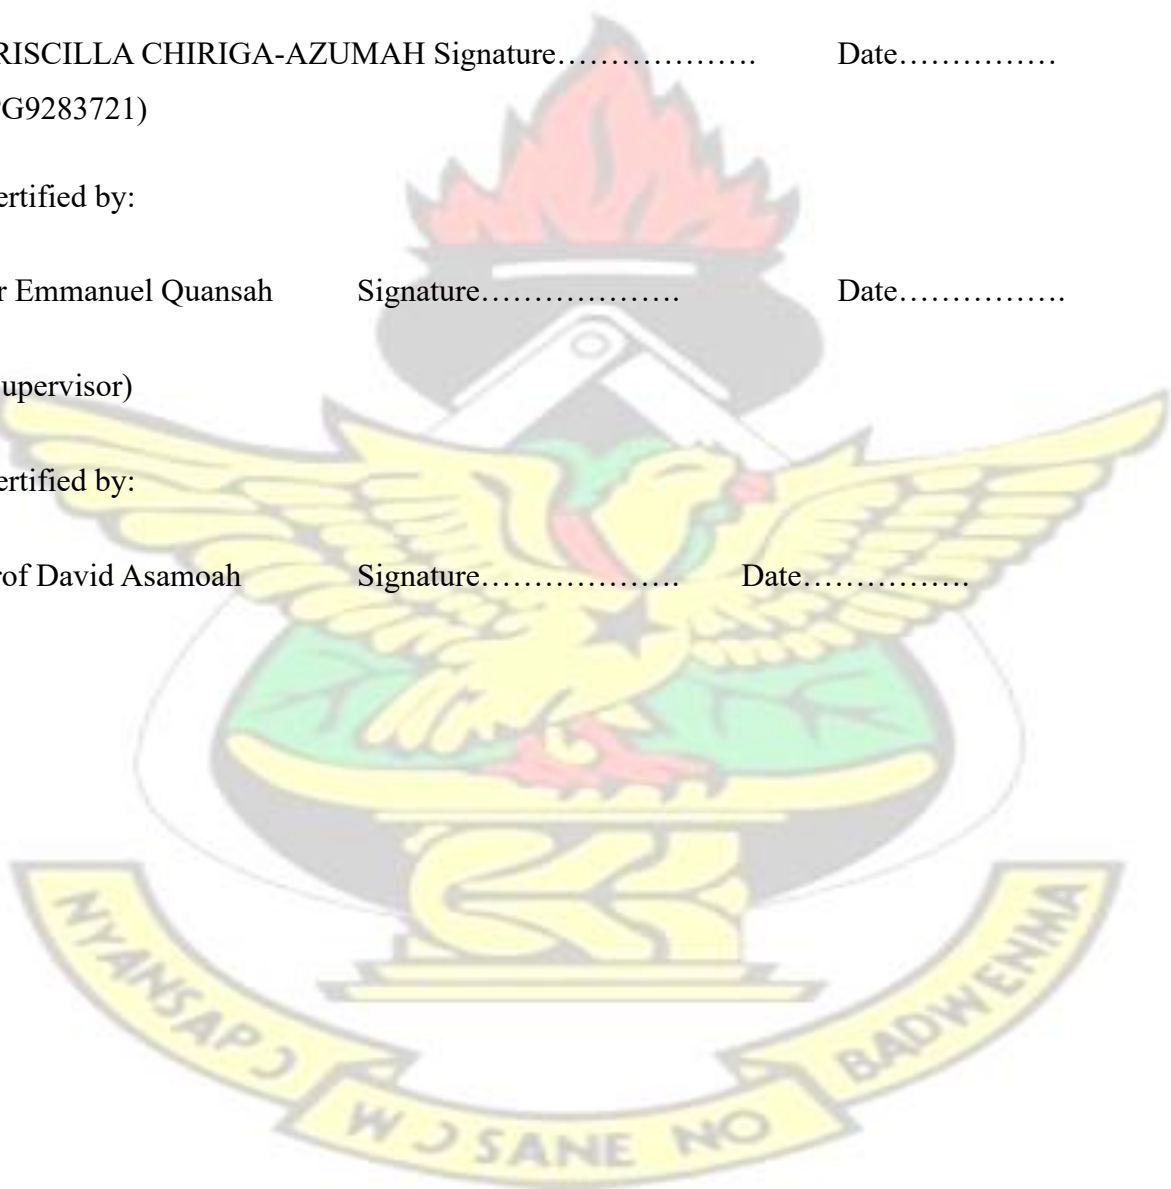 RISCILLA CHIRIGA-AZUMAH Signature………………. Date……………
G9283721)
ertified by:
r Emmanuel Quansah Signature………………. Date…………….
upervisor)
ertified by:
rof David Asamoah Signature………………. Date…………….
NYANSAPƆ
WƆSANE NO
BADWENMA